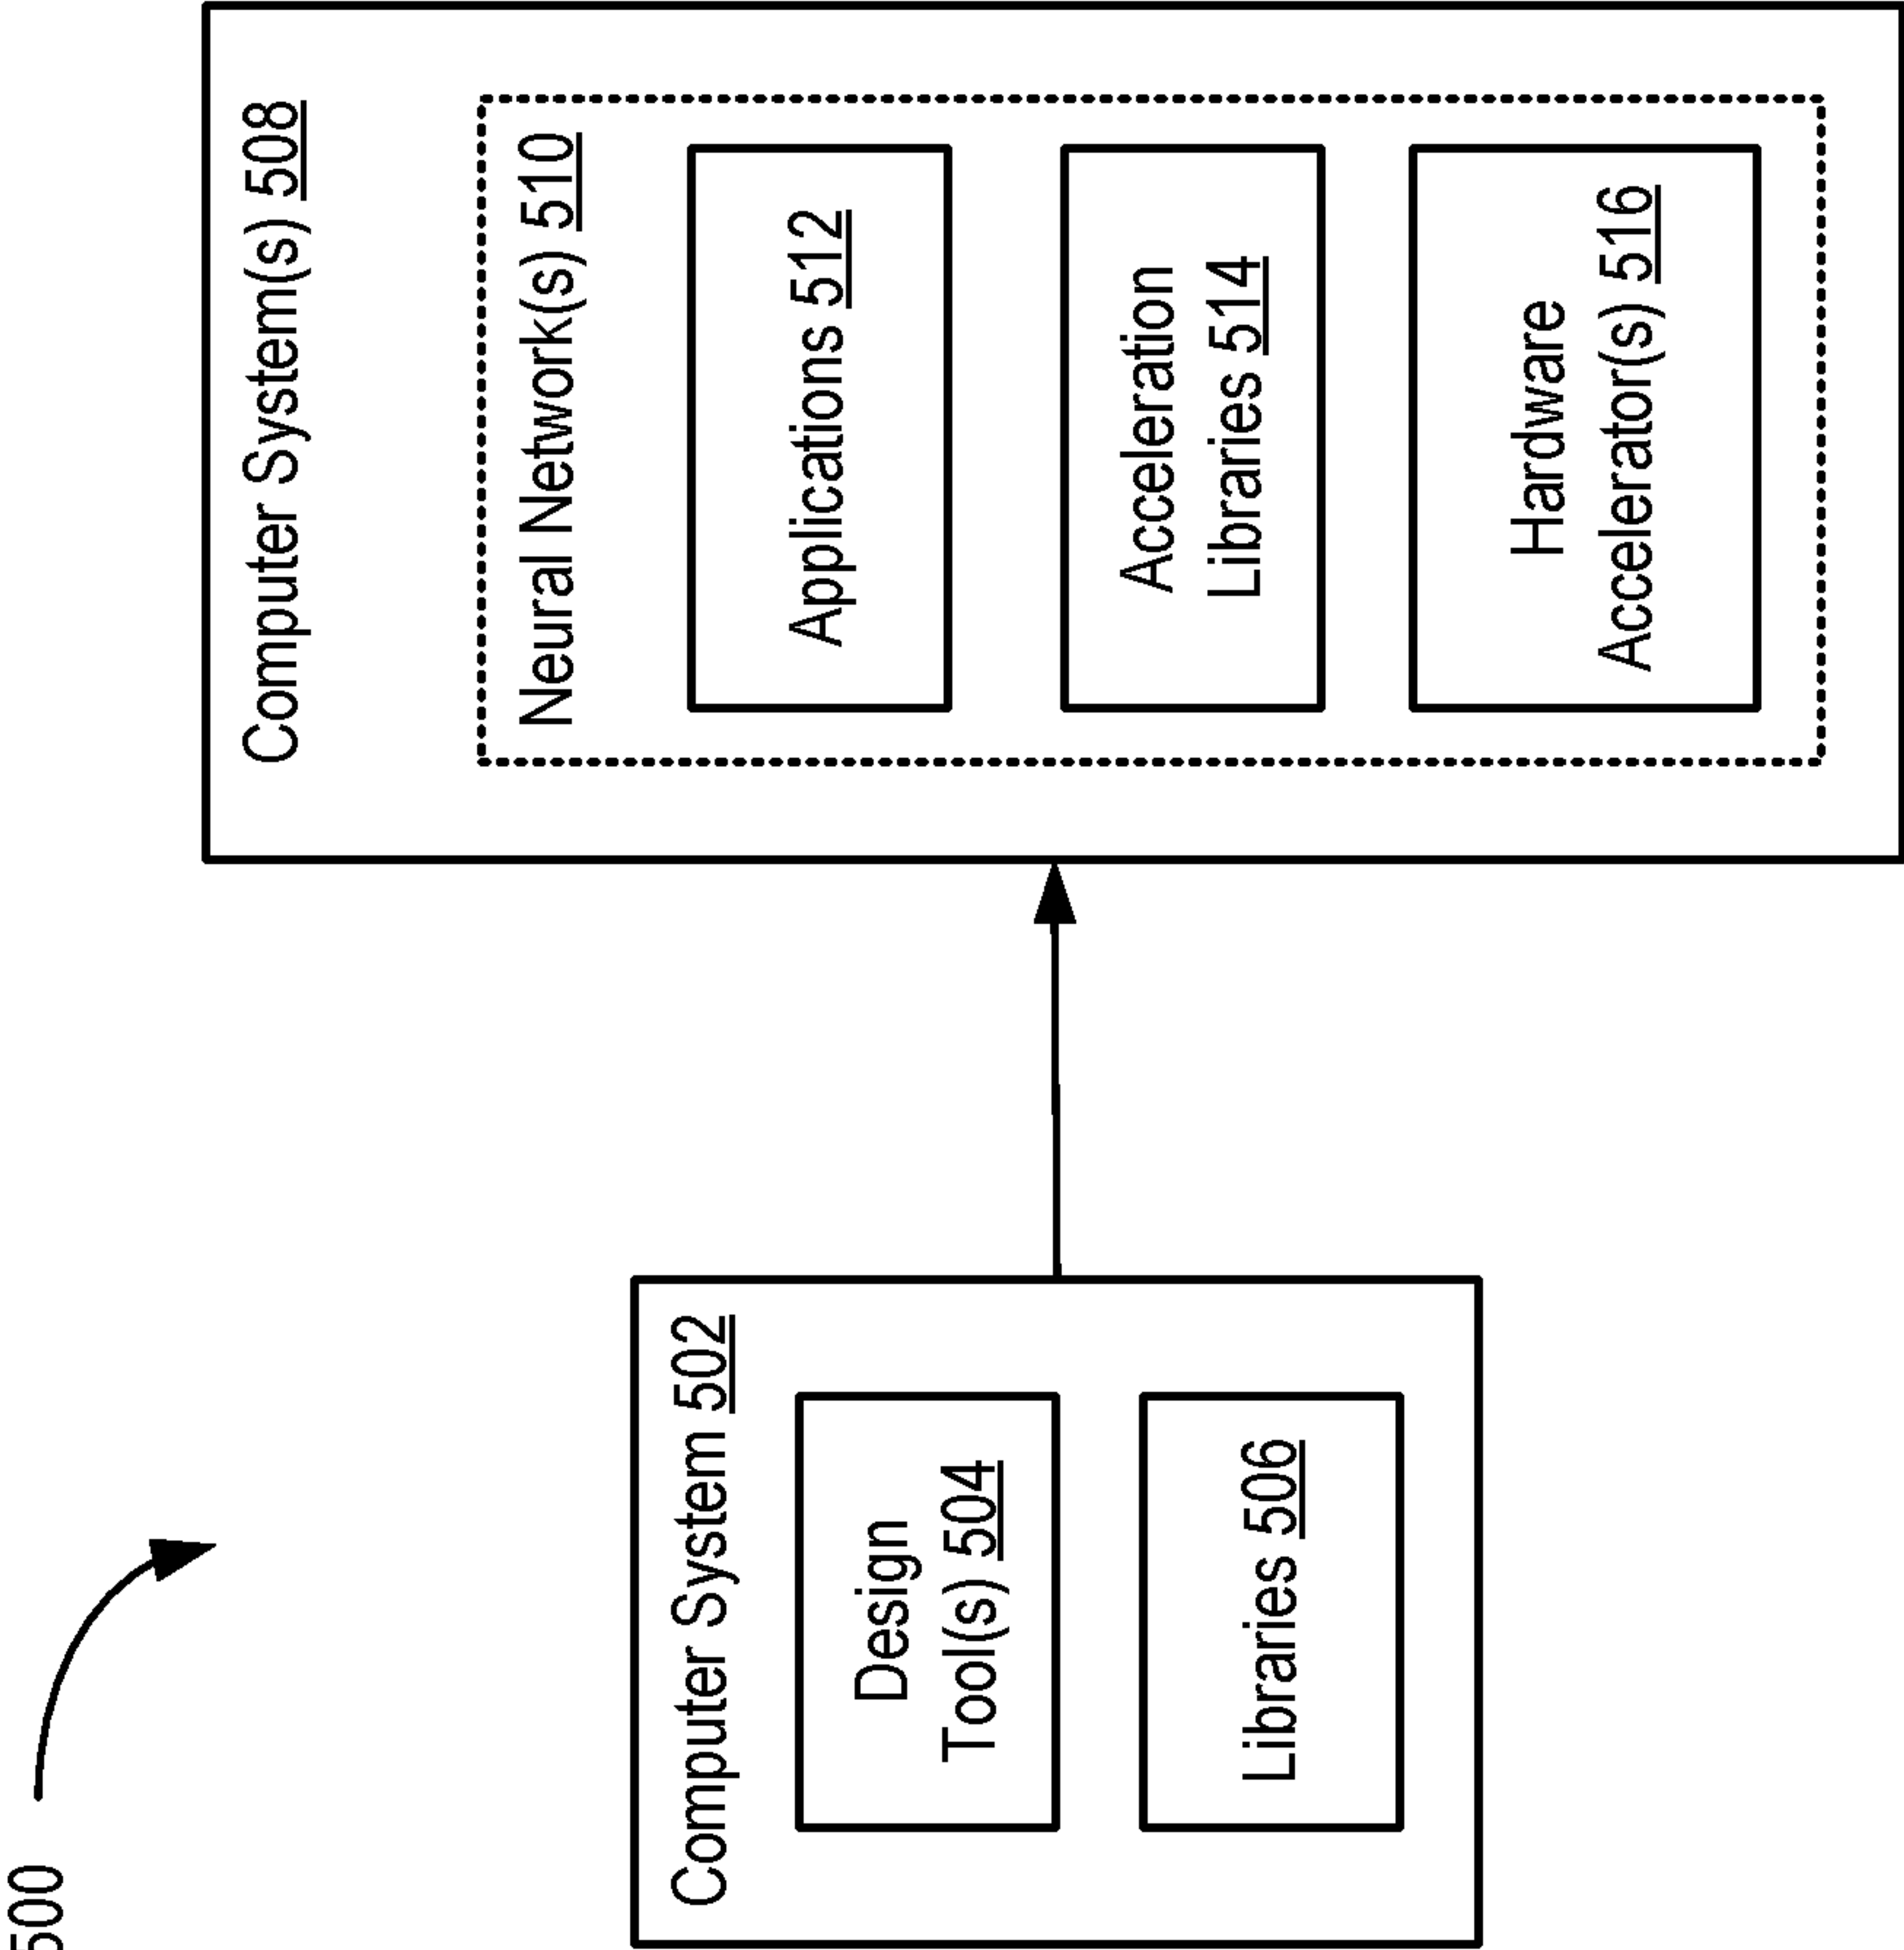 500
Computer System 502
Design
Tool(s) 504
Libraries 506
Computer System(s) 508
Neural Network(s) 510
Applications 512
Acceleration
Libraries 514
Hardware
Accelerator(s) 516